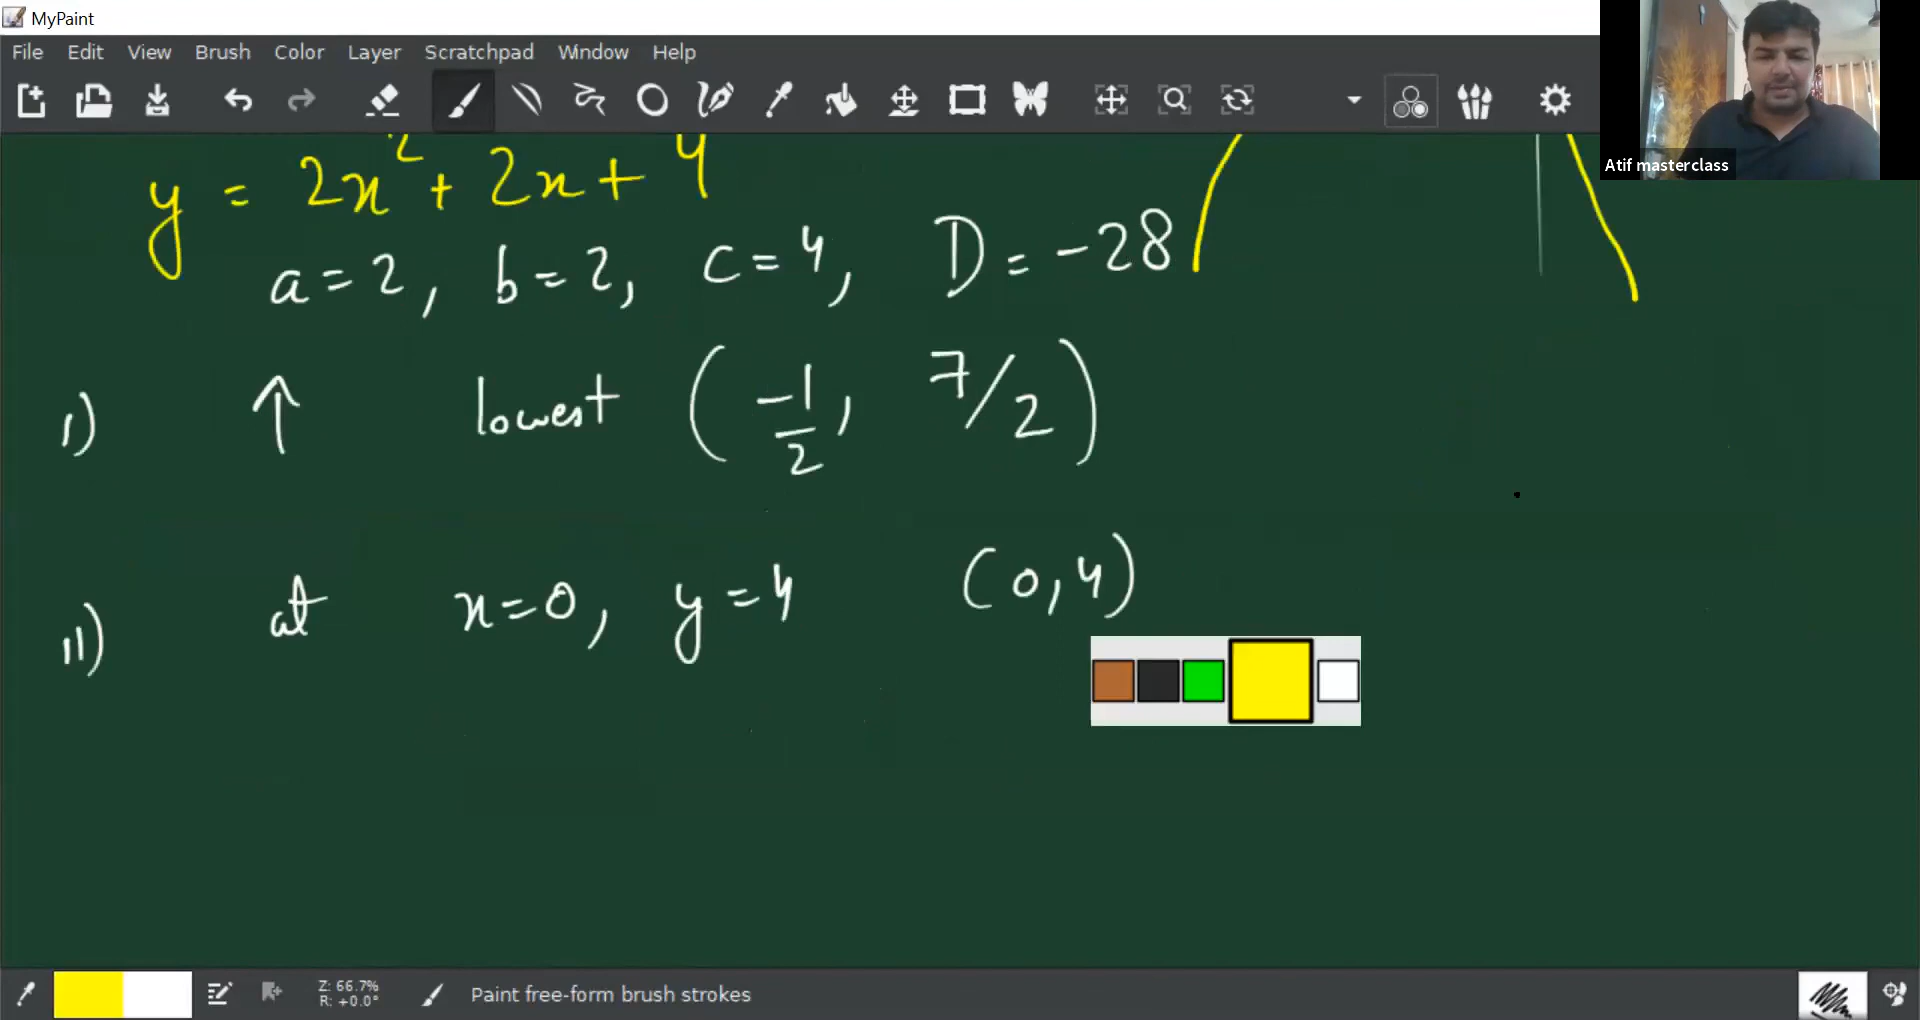 MyPaint
File Edit View Brush Color Layer Scratchpad Window Help
Atif masterclass
y = 2x² + 2x + 4
a = 2, b = 2, c = 4, D = -28
I) ↑ lowest (-1/2, 7/2)
II) at x=0, y=4 (0,4)
Z: 66.7%
R: +0.0°
Paint free-form brush strokes